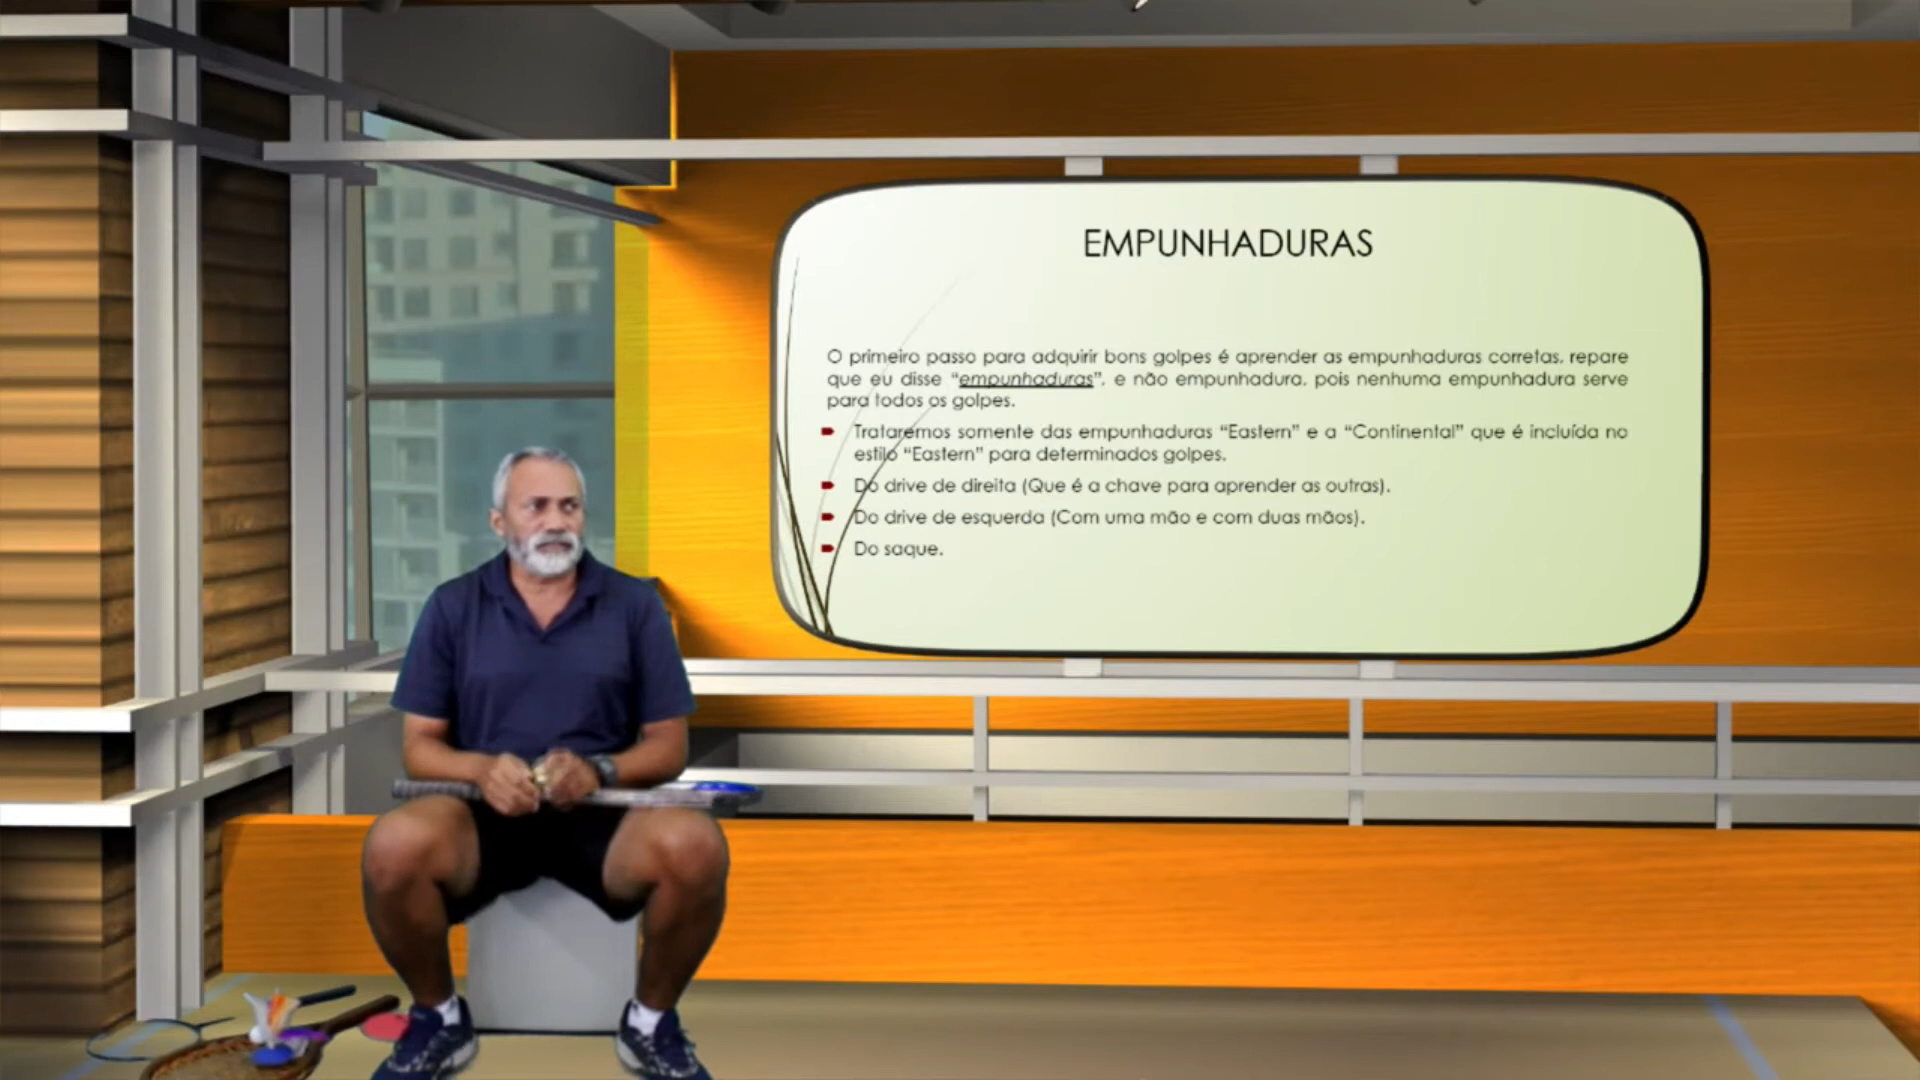 EMPUNHADURAS
O primeiro passo para adquirir bons golpes é aprender as empunhaduras corretas, repare
que eu disse “empunhaduras”, e não empunhadura, pois nenhuma empunhadura serve
para todos os golpes.
Trataremos somente das empunhaduras “Eastern” e a “Continental” que é incluída no
estilo “Eastern” para determinados golpes.
Do drive de direita (Que é a chave para aprender as outras).
Do drive de esquerda (Com uma mão e com duas mãos).
Do saque.